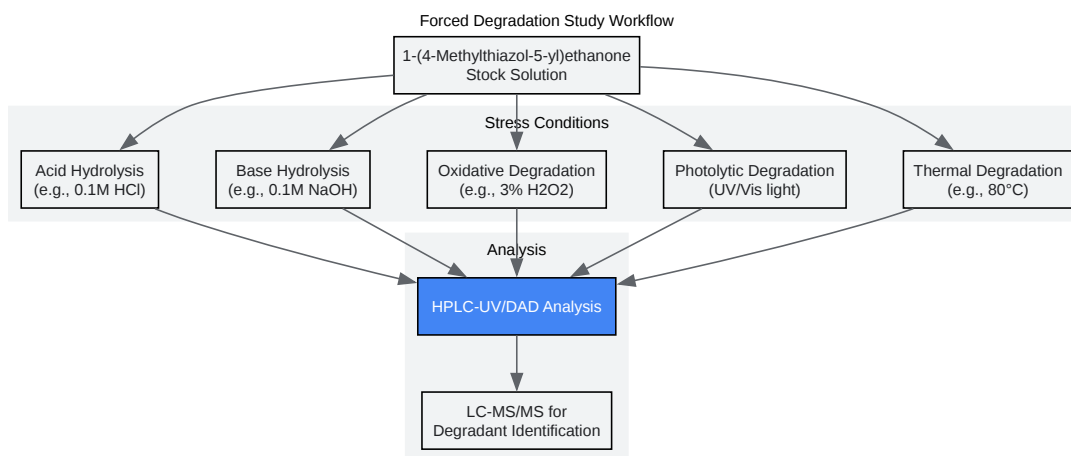 Forced Degradation Study Workflow
1-(4-Methylthiazol-5-yl)ethanone
Stock Solution
Stress Conditions
Acid Hydrolysis
(e.g., 0.1M HCl)
Base Hydrolysis
(e.g., 0.1M NaOH)
Oxidative Degradation
(e.g., 3% H2O2)
Photolytic Degradation
(UV/Vis light)
Thermal Degradation
(e.g., 80°C)
Analysis
HPLC-UV/DAD Analysis
LC-MS/MS for
Degradant Identification